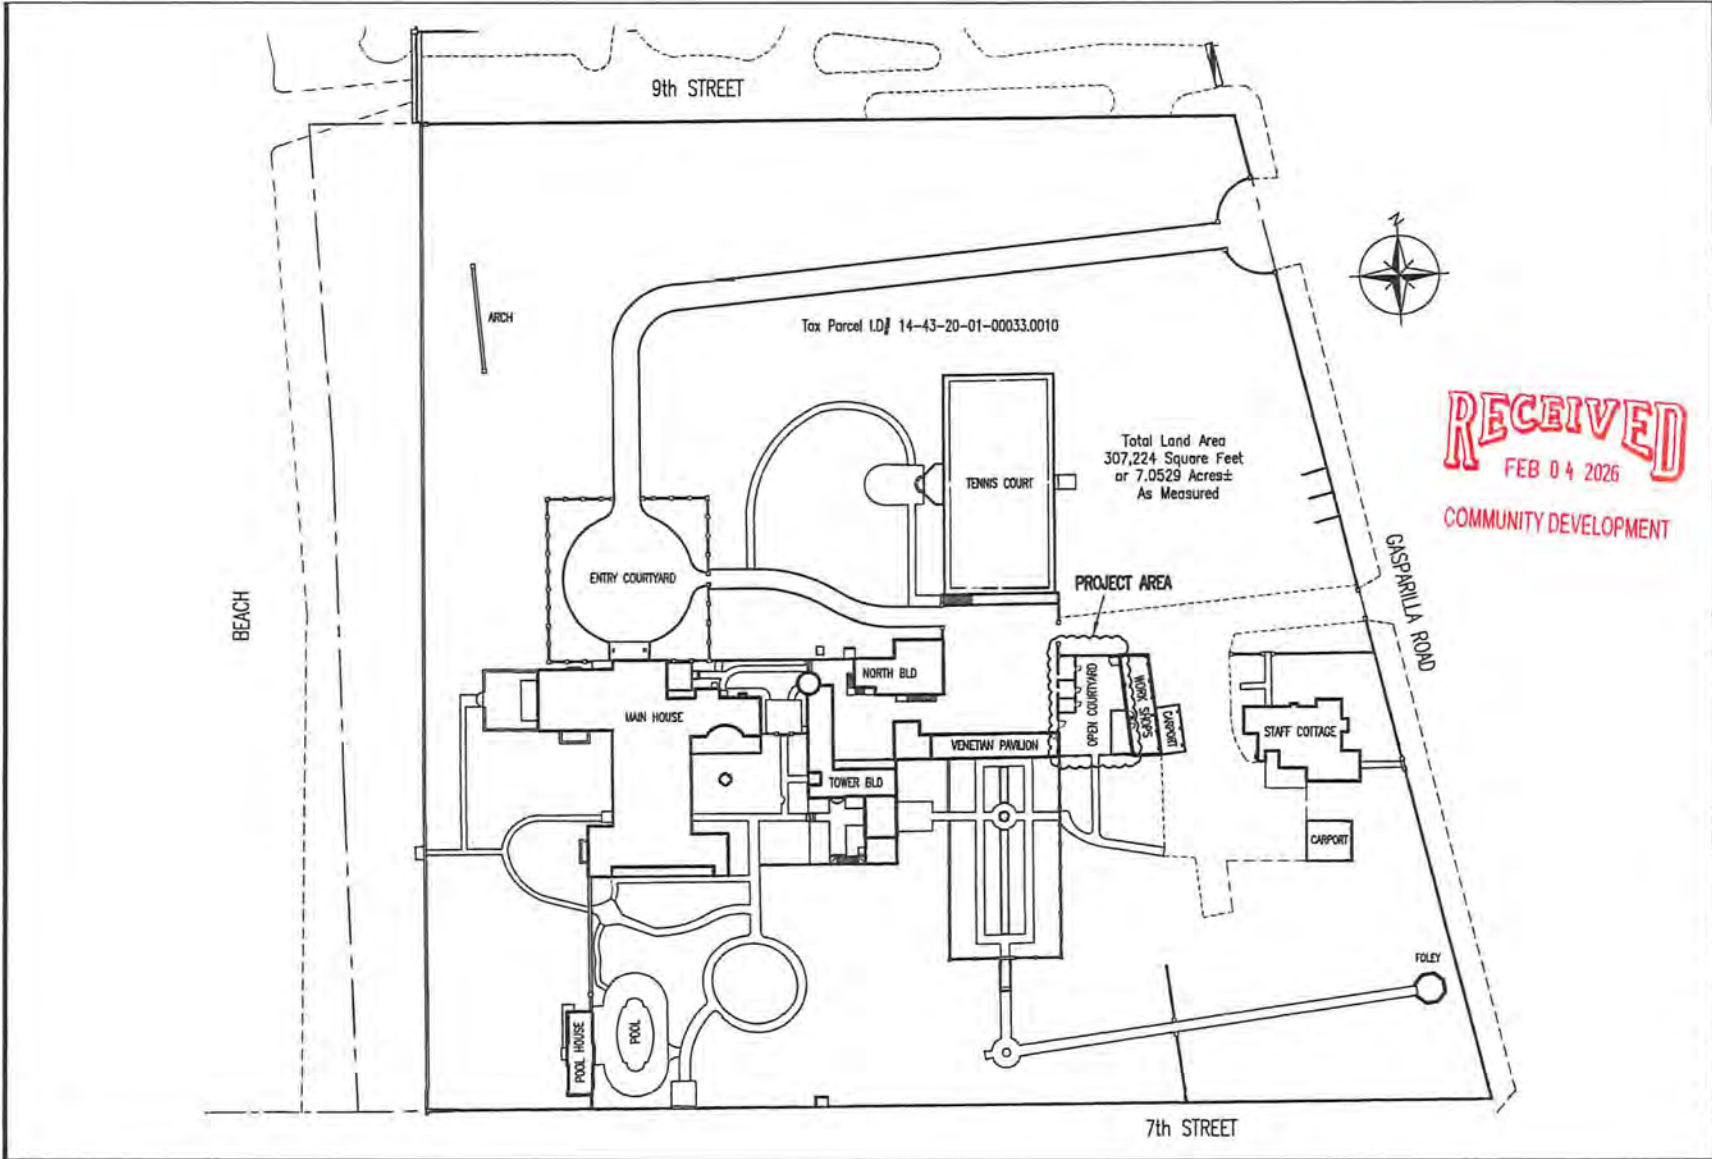 9th STREET
N
ARCH
Tax Parcel I.D# 14-43-20-01-00033.0010
RECEIVED
FEB 04 2026
COMMUNITY DEVELOPMENT
Total Land Area
307,224 Square Feet
or 7.0529 Acres±
As Measured
TENNIS COURT
GASPARILLA ROAD
ENTRY COURTYARD
PROJECT AREA
BEACH
NORTH BLD
MAIN HOUSE
OPEN COURTYARD
WORK SHOPS
CARPORT
STAFF COTTAGE
VENETIAN PAVILION
TOWER BLD
CARPORT
FOLEY
POOL HOUSE
POOL
7th STREET